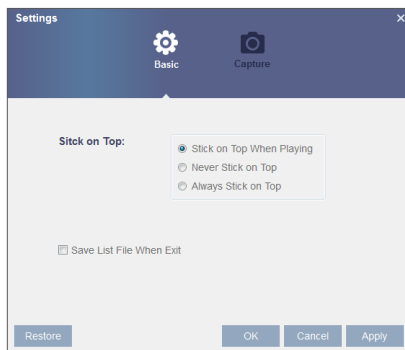 Settings
Basic
Capture
Sitck on Top:
Stick on Top When Playing
Never Stick on Top
Always Stick on Top
Save List File When Exit
Restore
OK
Cancel
Apply